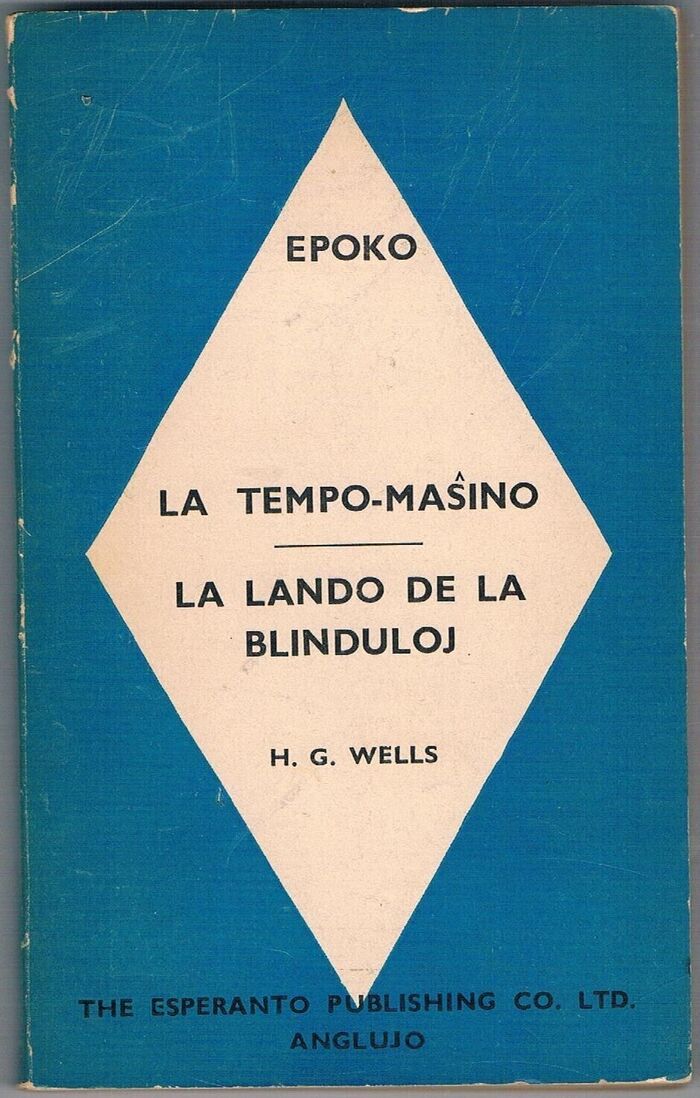 EPOKO
LA TEMPO-MAŜINO
LA LANDO DE LA
BLINDULOJ
H. G. WELLS
THE ESPERANTO PUBLISHING CO. LTD.
ANGLUJO